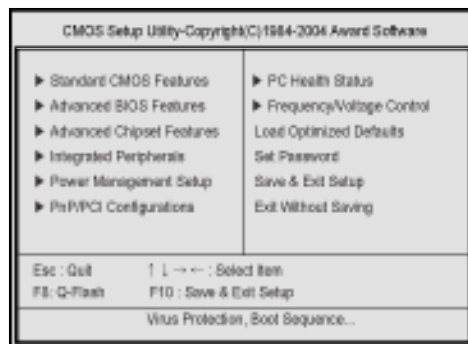 CMOS Setup Utility-Copyright(C)1984-2004 Award Software
▶ Standard CMOS Features
▶ Advanced BIOS Features
▶ Advanced Chipset Features
▶ Integrated Peripherals
▶ Power Management Setup
▶ PnP/PCI Configurations
▶ PC Health Status
▶ Frequency/Voltage Control
Load Optimized Defaults
Set Password
Save & Exit Setup
Exit Without Saving
Esc : Quit ↑ ↓ → ← : Select Item
F8: Q-Flash F10 : Save & Exit Setup
Virus Protection, Boot Sequence...